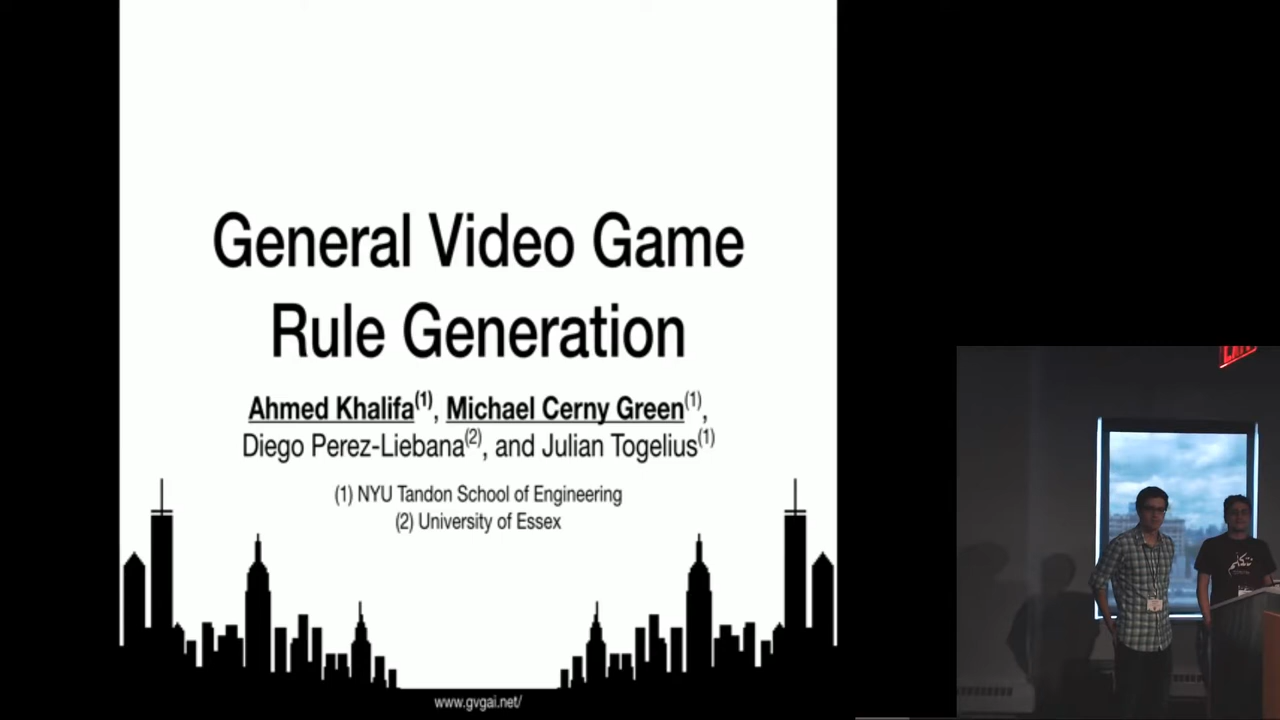 General Video Game
Rule Generation
Ahmed Khalifa(1), Michael Cerny Green(1),
Diego Perez-Liebana(2), and Julian Togelius(1)
(1) NYU Tandon School of Engineering
(2) University of Essex
www.gvgai.net/